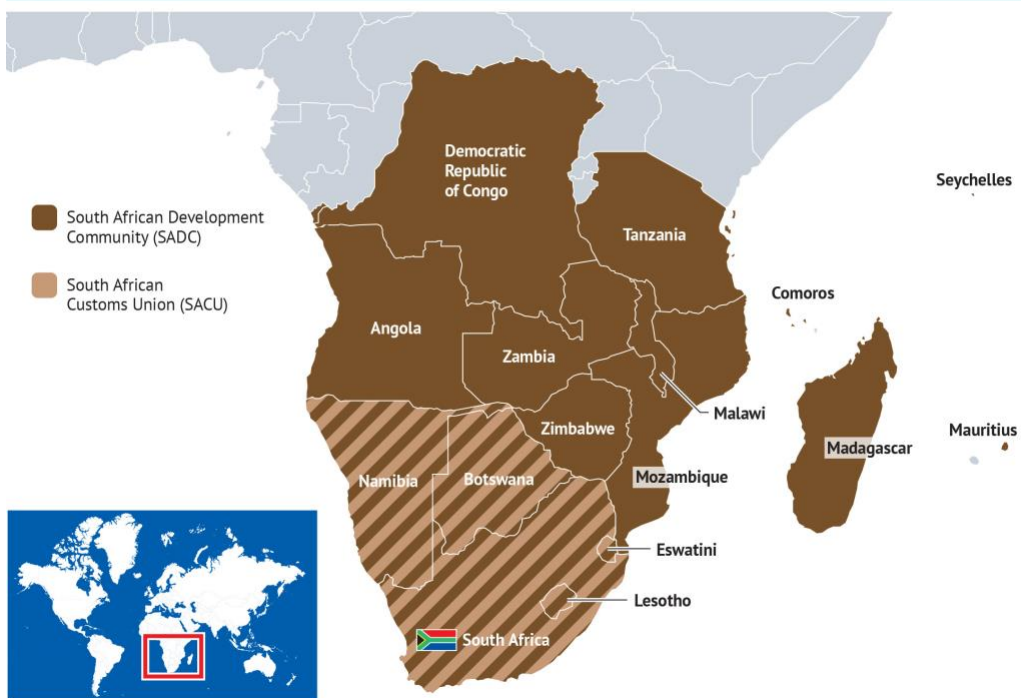 Democratic
Republic
of Congo
Seychelles
South African Development
Community (SADC)
Tanzania
South African
Customs Union (SACU)
Comoros
Angola
Zambia
Malawi
Zimbabwe
Mauritius
Madagascar
Namibia
Botswana
Mozambique
Eswatini
Lesotho
South Africa